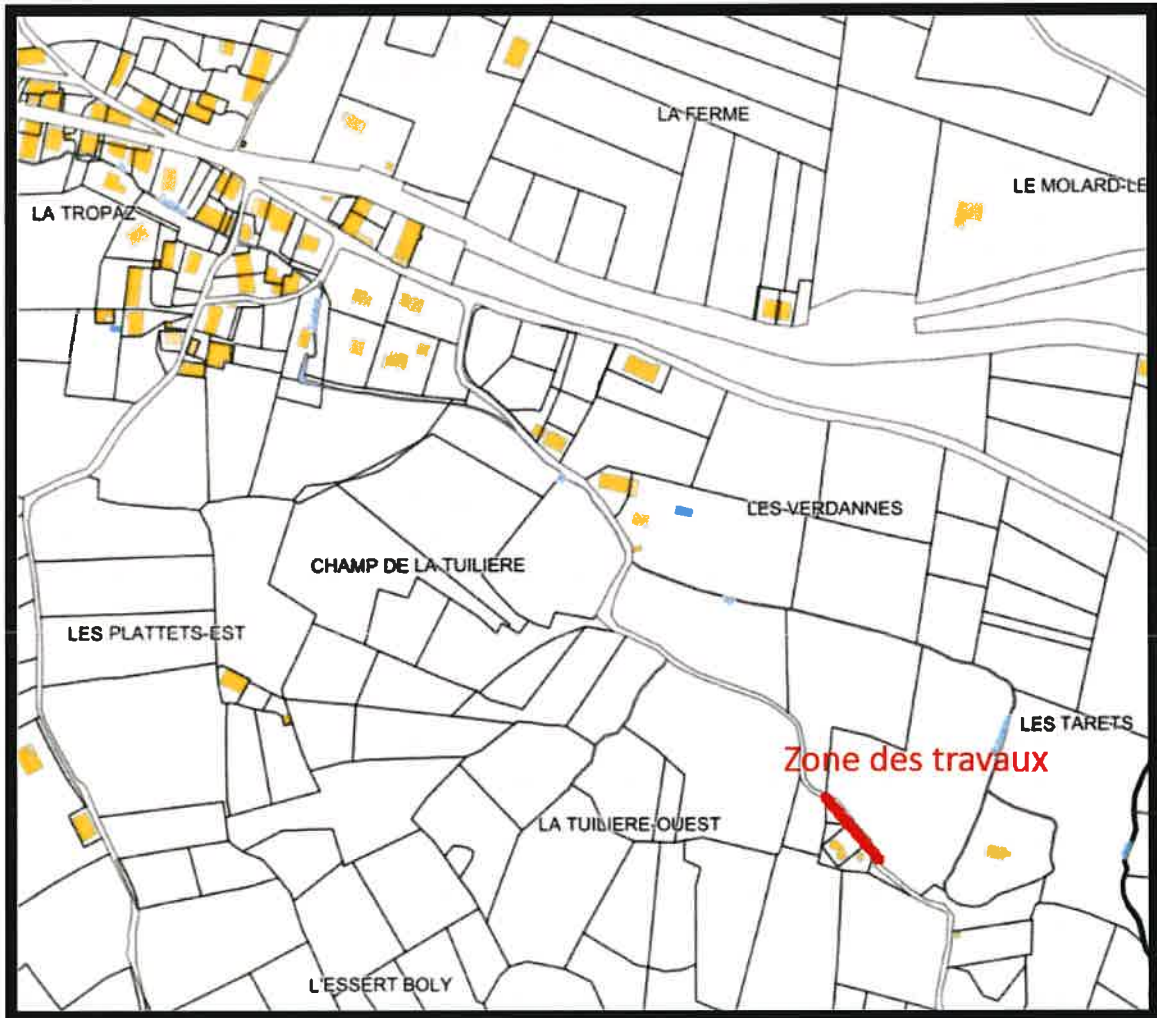 LA FERME
LE MOLARD-LE
LA TROPAZ
LES VERDANNES
CHAMP DE LA TUILIERE
LES PLATTETS-EST
LES TARETS
Zone des travaux
LA TUILIERE-OUEST
L'ESSERT BOLY